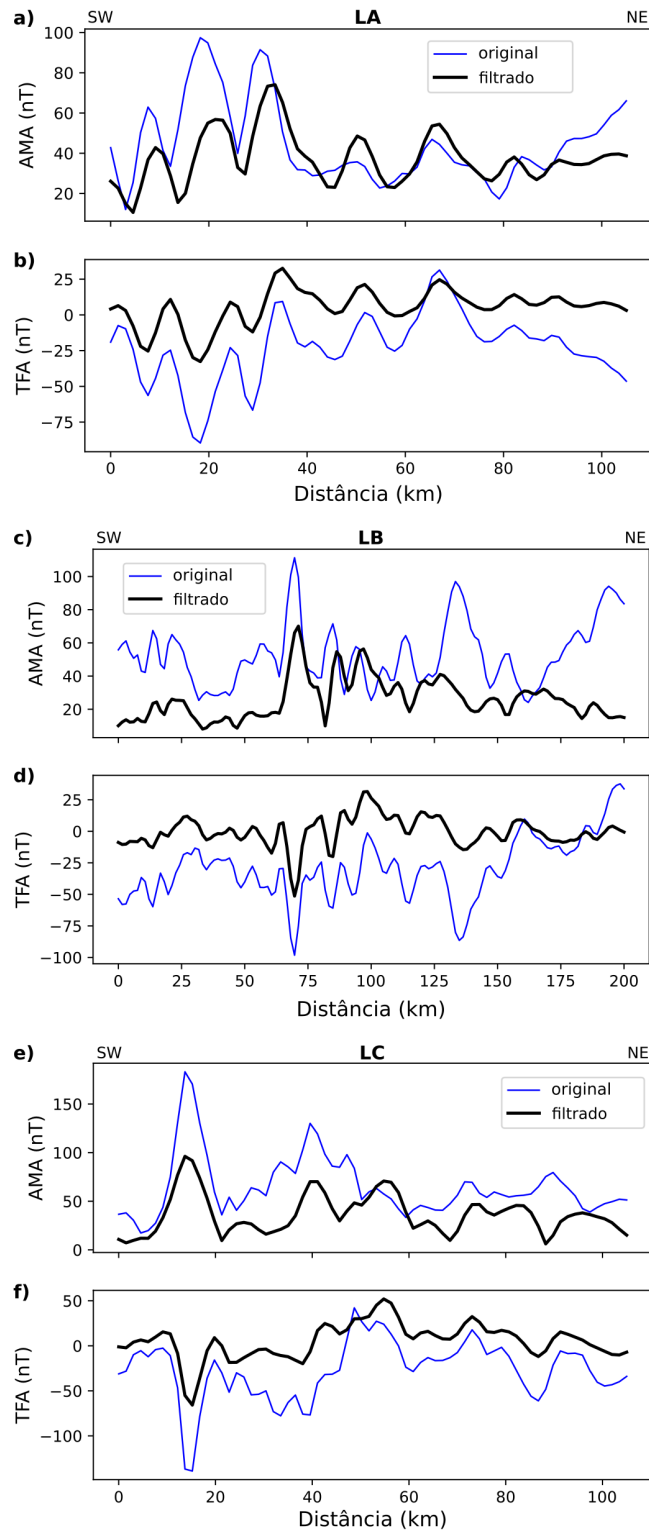 a) SW LA NE
original
filtrado
AMA (nT)
100
80
60
40
20
b)
TFA (nT)
25
0
−25
−50
−75
0 20 40 60 80 100
Distância (km)
c) SW LB NE
original
filtrado
AMA (nT)
100
80
60
40
20
d)
TFA (nT)
25
0
−25
−50
−75
−100
0 25 50 75 100 125 150 175 200
Distância (km)
e) SW LC NE
original
filtrado
AMA (nT)
150
100
50
0
f)
TFA (nT)
50
0
−50
−100
0 20 40 60 80 100
Distância (km)